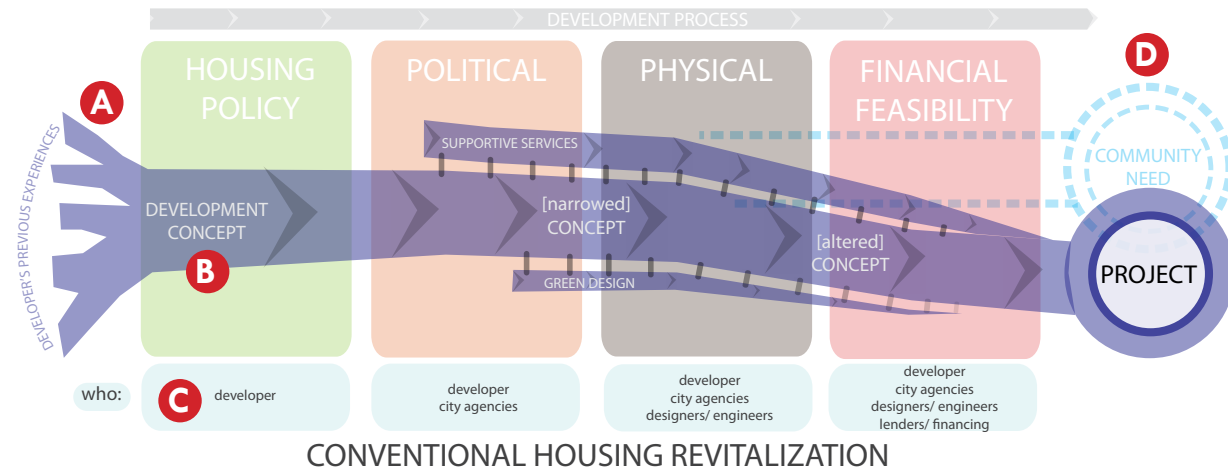 DEVELOPMENT PROCESS
HOUSING
POLICY
POLITICAL
PHYSICAL
FINANCIAL
FEASIBILITY
A
D
DEVELOPER'S PREVIOUS EXPERIENCES
SUPPORTIVE SERVICES
COMMUNITY
NEED
DEVELOPMENT
CONCEPT
[narrowed]
CONCEPT
[altered]
CONCEPT
B
GREEN DESIGN
PROJECT
who:
C
developer
developer
city agencies
developer
city agencies
designers/ engineers
developer
city agencies
designers/ engineers
lenders/ financing
CONVENTIONAL HOUSING REVITALIZATION